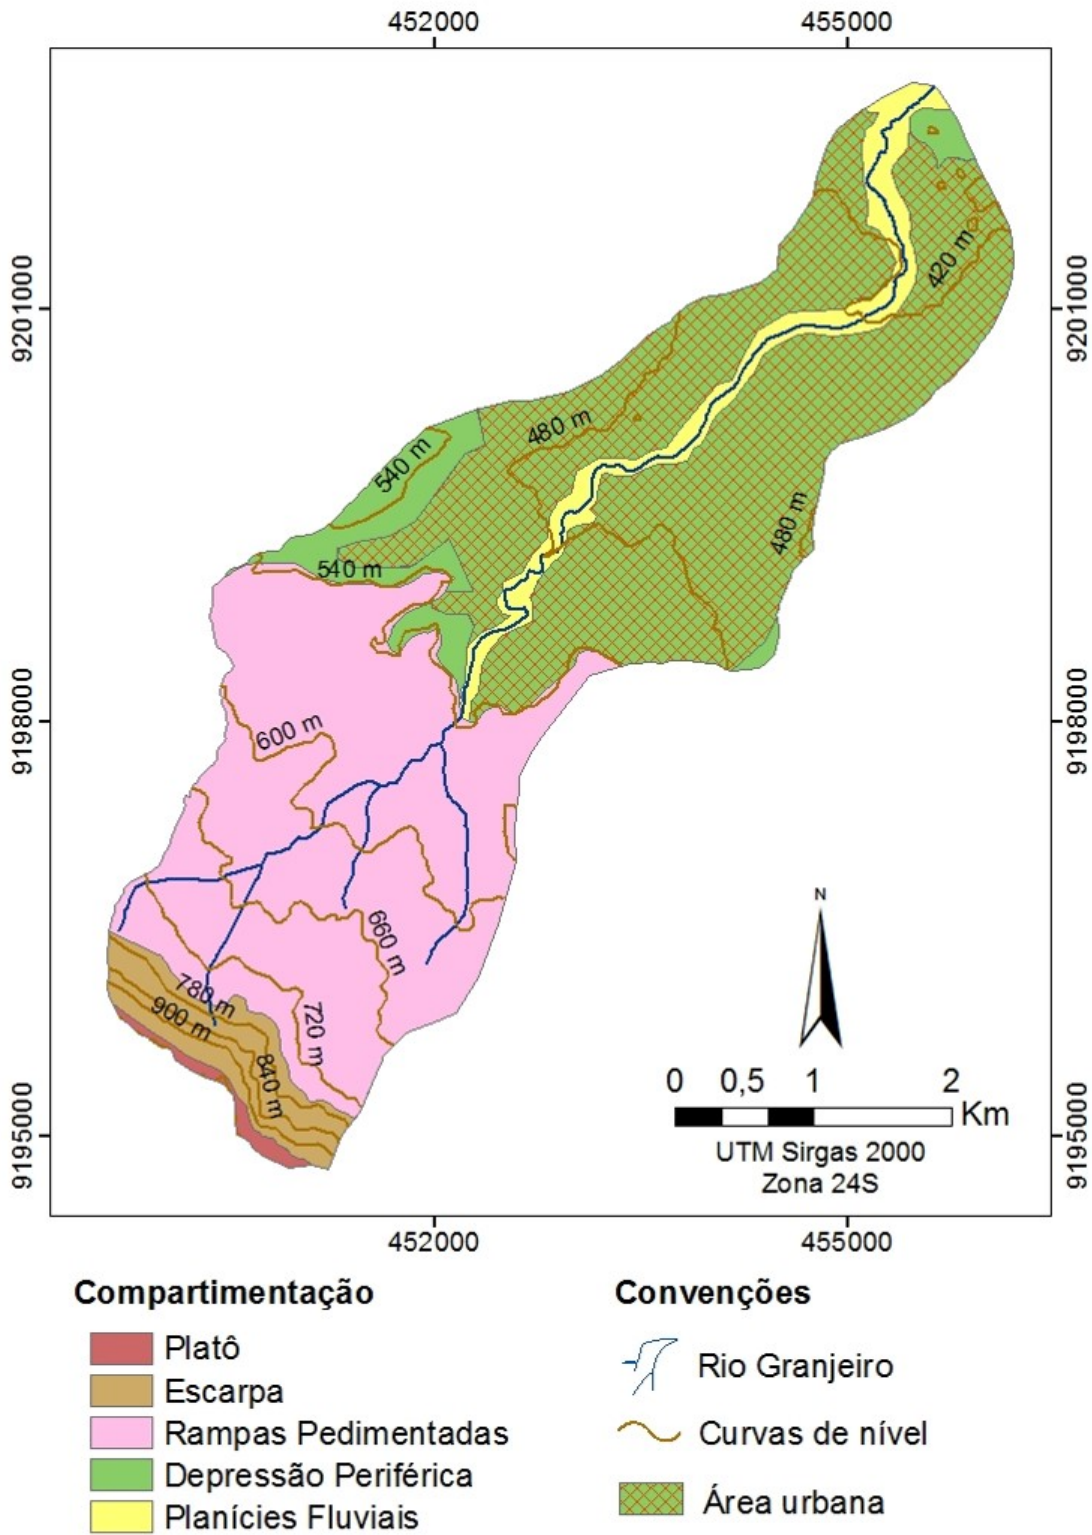 452000 455000
9201000 9201000
420 m
480 m
540 m
480 m
540 m
9198000 9198000
600 m
660 m
N
780 m
900 m
720 m
840 m
0 0,5 1 2
Km
9195000 9195000
UTM Sirgas 2000
Zona 24S
452000 455000
Compartimentação
Platô
Escarpa
Rampas Pedimentadas
Depressão Periférica
Planícies Fluviais
Convenções
Rio Granjeiro
Curvas de nível
Área urbana